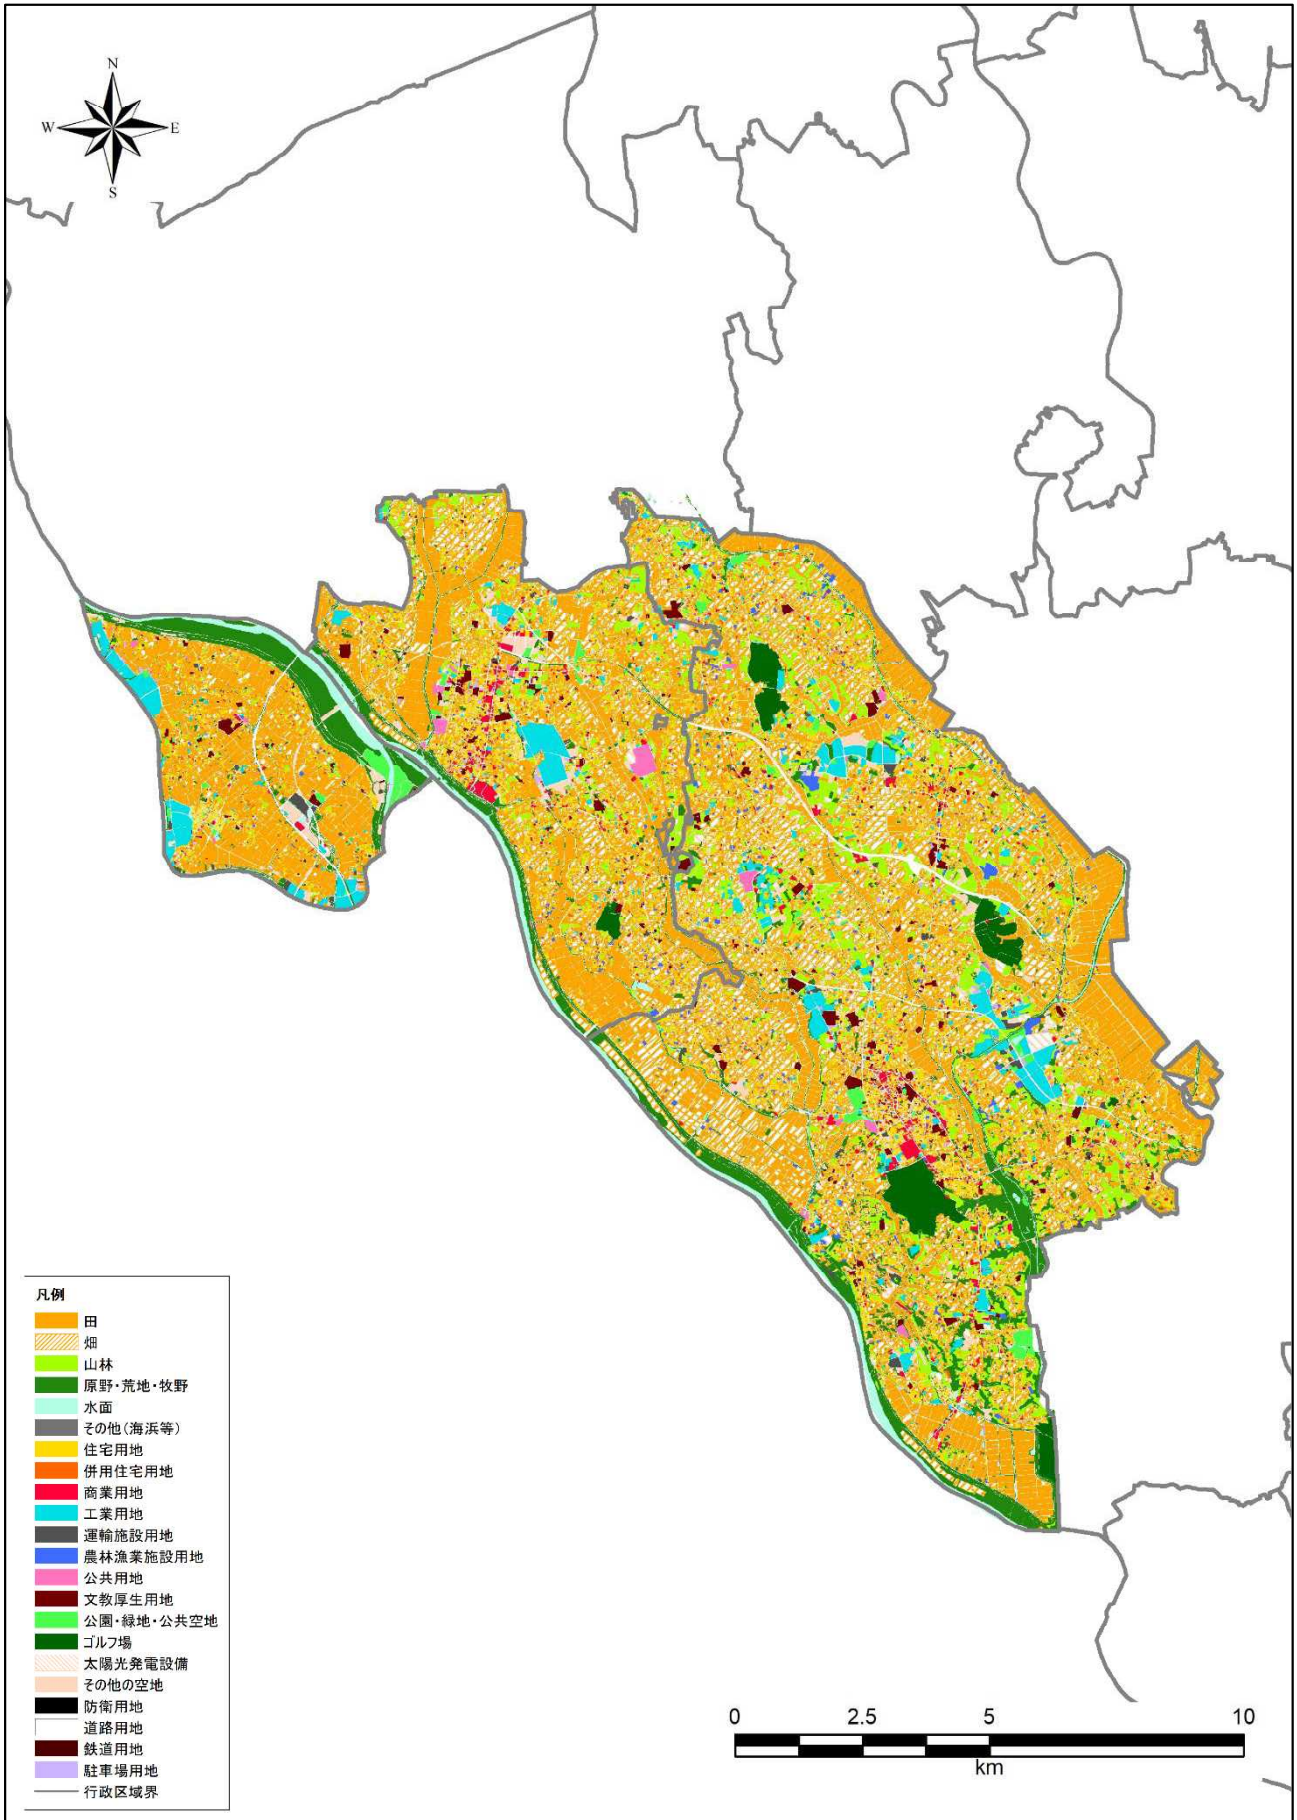 N
W E
S
凡例
田
畑
山林
原野・荒地・牧野
水面
その他(海浜等)
住宅用地
併用住宅用地
商業用地
工業用地
運輸施設用地
農林漁業施設用地
公共用地
文教厚生用地
公園・緑地・公共空地
ゴルフ場
太陽光発電設備
その他の空地
防衛用地
道路用地
鉄道用地
駐車場用地
行政区域界
0 2.5 5 10
km